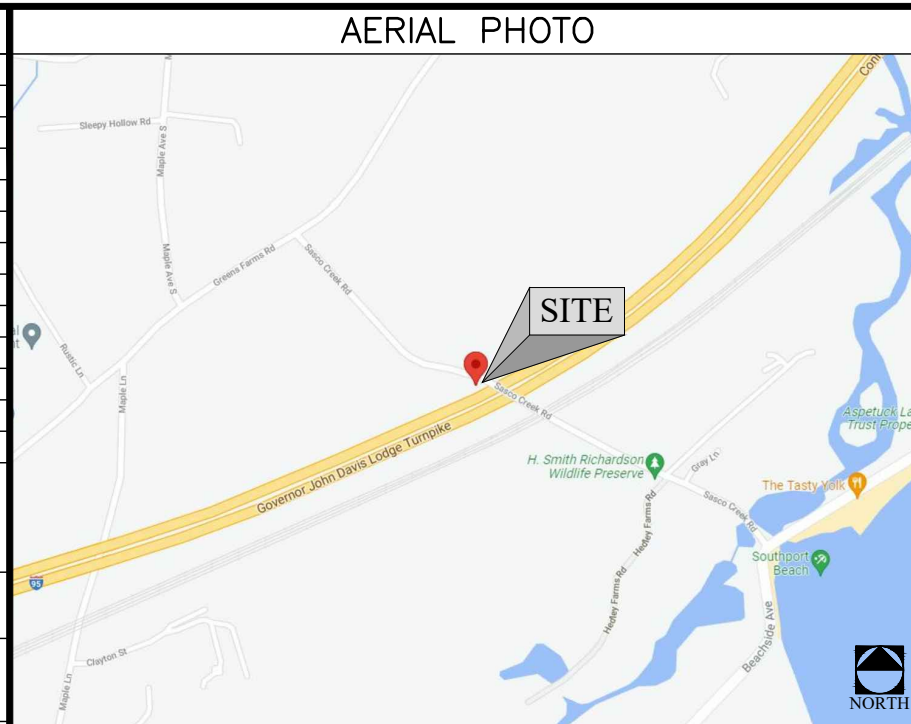 AERIAL PHOTO
Conn
Sleepy Hollow Rd
Maple Ave S
Maple Ave S
Greens Farms Rd
Sasco Creek Rd
SITE
Rustic Ln
Maple Ln
Sasco Creek Rd
Governor John Davis Lodge Turnpike
Aspetuck La
Trust Prope
H. Smith Richardson
Wildlife Preserve
Gray Ln
The Tasty Yolk
Sasco Creek Rd
Hedley Farms Rd
Southport
Beach
95
Hedley Farms Rd
Beachside Ave
Clayton St
Maple Ln
NORTH